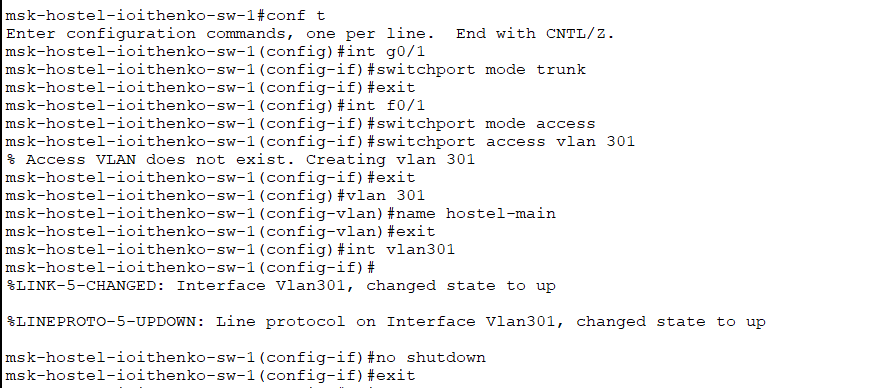 msk-hostel-ioithenko-sw-1#conf t
Enter configuration commands, one per line.  End with CNTL/Z.
msk-hostel-ioithenko-sw-1(config)#int g0/1
msk-hostel-ioithenko-sw-1(config-if)#switchport mode trunk
msk-hostel-ioithenko-sw-1(config-if)#exit
msk-hostel-ioithenko-sw-1(config)#int f0/1
msk-hostel-ioithenko-sw-1(config-if)#switchport mode access
msk-hostel-ioithenko-sw-1(config-if)#switchport access vlan 301
% Access VLAN does not exist. Creating vlan 301
msk-hostel-ioithenko-sw-1(config-if)#exit
msk-hostel-ioithenko-sw-1(config)#vlan 301
msk-hostel-ioithenko-sw-1(config-vlan)#name hostel-main
msk-hostel-ioithenko-sw-1(config-vlan)#exit
msk-hostel-ioithenko-sw-1(config)#int vlan301
msk-hostel-ioithenko-sw-1(config-if)#
%LINK-5-CHANGED: Interface Vlan301, changed state to up
%LINEPROTO-5-UPDOWN: Line protocol on Interface Vlan301, changed state to up
msk-hostel-ioithenko-sw-1(config-if)#no shutdown
msk-hostel-ioithenko-sw-1(config-if)#exit